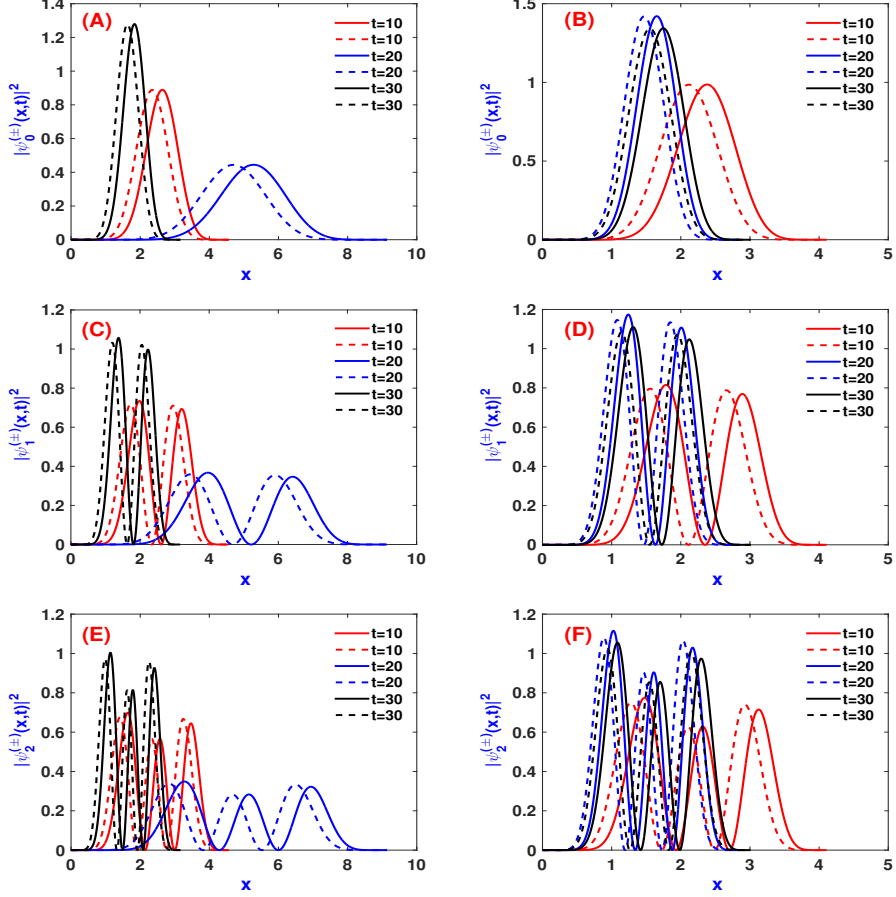 (A)
t=10
t=10
t=20
t=20
t=30
t=30
|ψ₀⁽±⁾(x,t)|²
1.4
1.2
1
0.8
0.6
0.4
0.2
0
0 2 4 6 8 10
x
(B)
t=10
t=10
t=20
t=20
t=30
t=30
|ψ₀⁽±⁾(x,t)|²
1.5
1
0.5
0
0 1 2 3 4 5
x
(C)
t=10
t=10
t=20
t=20
t=30
t=30
|ψ₁⁽±⁾(x,t)|²
1.2
1
0.8
0.6
0.4
0.2
0
0 2 4 6 8 10
x
(D)
t=10
t=10
t=20
t=20
t=30
t=30
|ψ₁⁽±⁾(x,t)|²
1.2
1
0.8
0.6
0.4
0.2
0
0 1 2 3 4 5
x
(E)
t=10
t=10
t=20
t=20
t=30
t=30
|ψ₂⁽±⁾(x,t)|²
1.2
1
0.8
0.6
0.4
0.2
0
0 2 4 6 8 10
x
(F)
t=10
t=10
t=20
t=20
t=30
t=30
|ψ₂⁽±⁾(x,t)|²
1.2
1
0.8
0.6
0.4
0.2
0
0 1 2 3 4 5
x